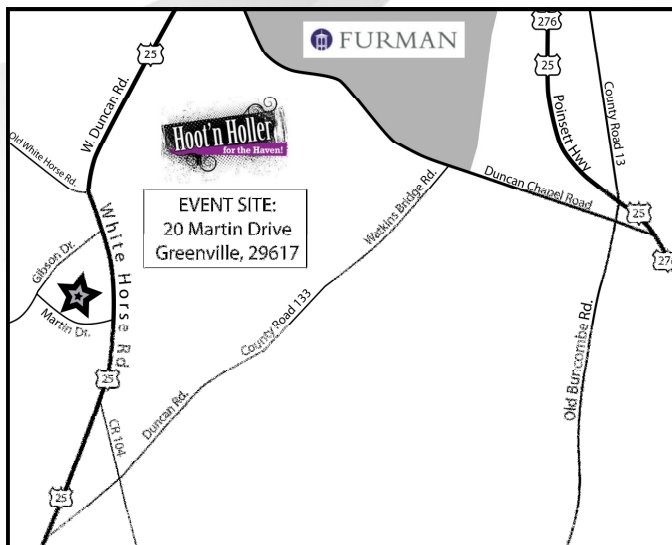 FURMAN
276
25
25
W. Duncan Rd.
Poinsett Hwy
County Road 13
Hoot'n Holler
for the Haven!
Old White Horse Rd.
Duncan Chapel Road
Watkins Bridge Rd.
EVENT SITE:
20 Martin Drive
Greenville, 29617
White Horse Rd
Gibson Dr.
25
276
Martin Dr.
County Road 133
Old Buncombe Rd.
25
Duncan Rd.
CR 104
25